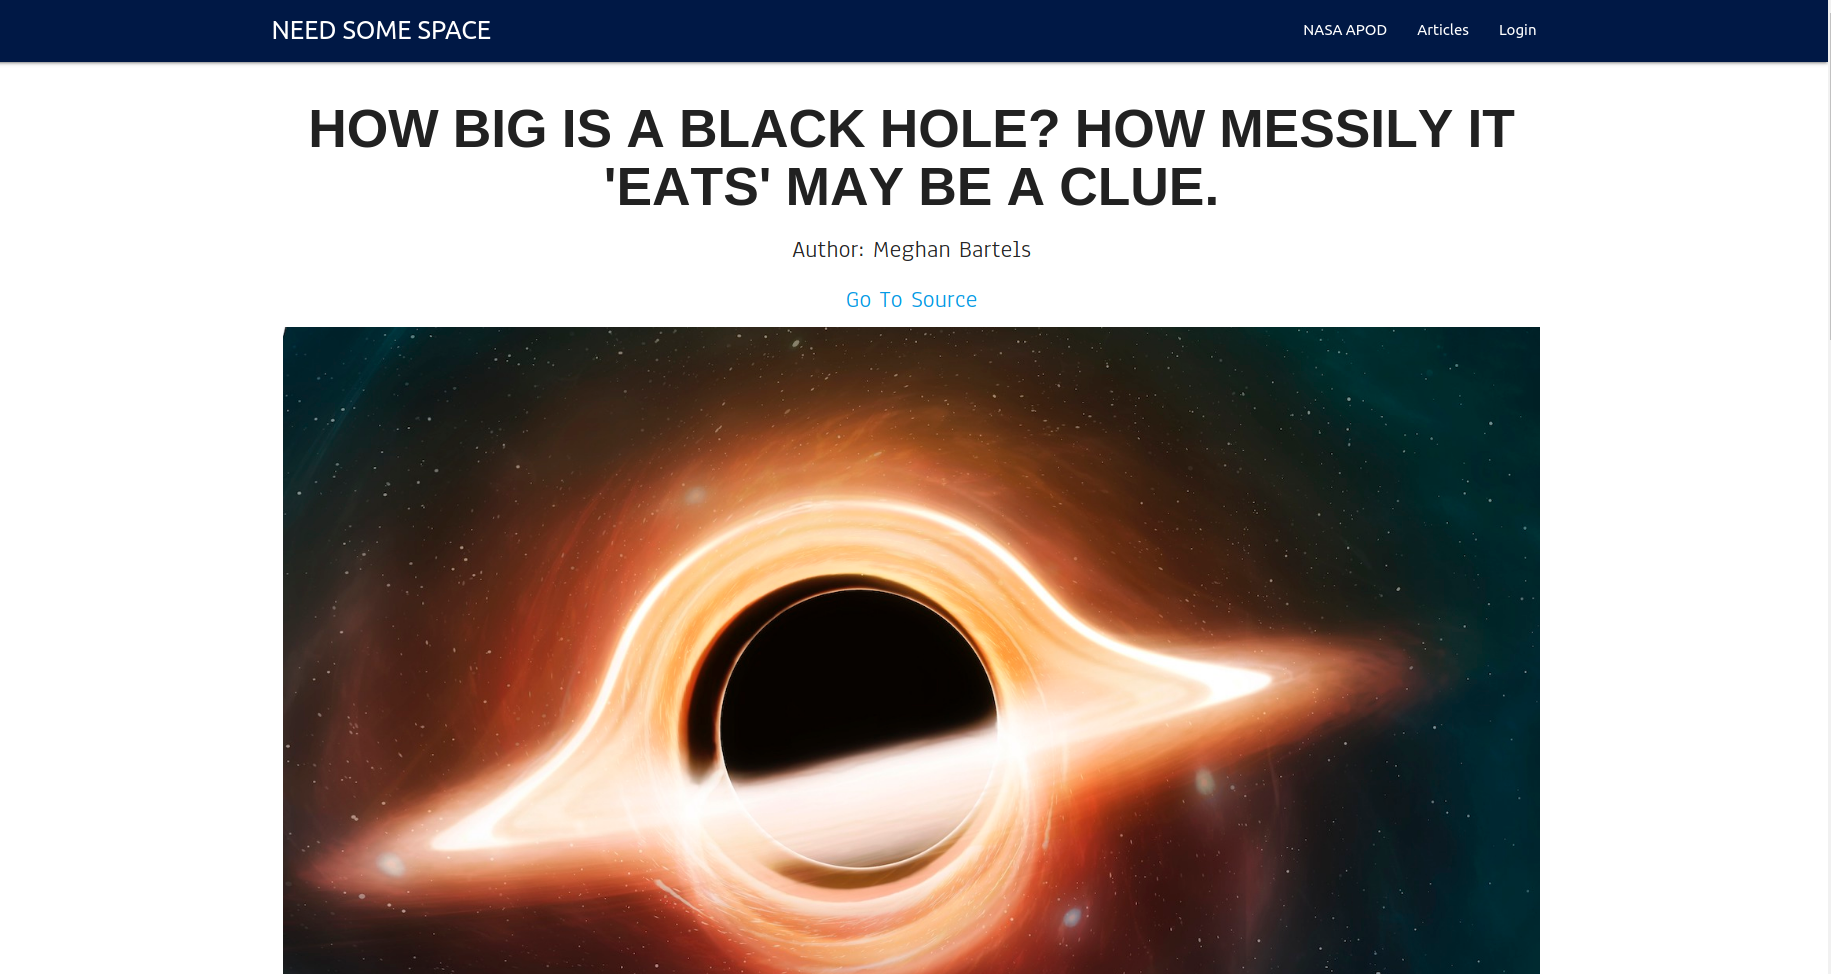 NEED SOME SPACE
NASA APOD
Articles
Login
HOW BIG IS A BLACK HOLE? HOW MESSILY IT
'EATS' MAY BE A CLUE.
Author: Meghan Bartels
Go To Source